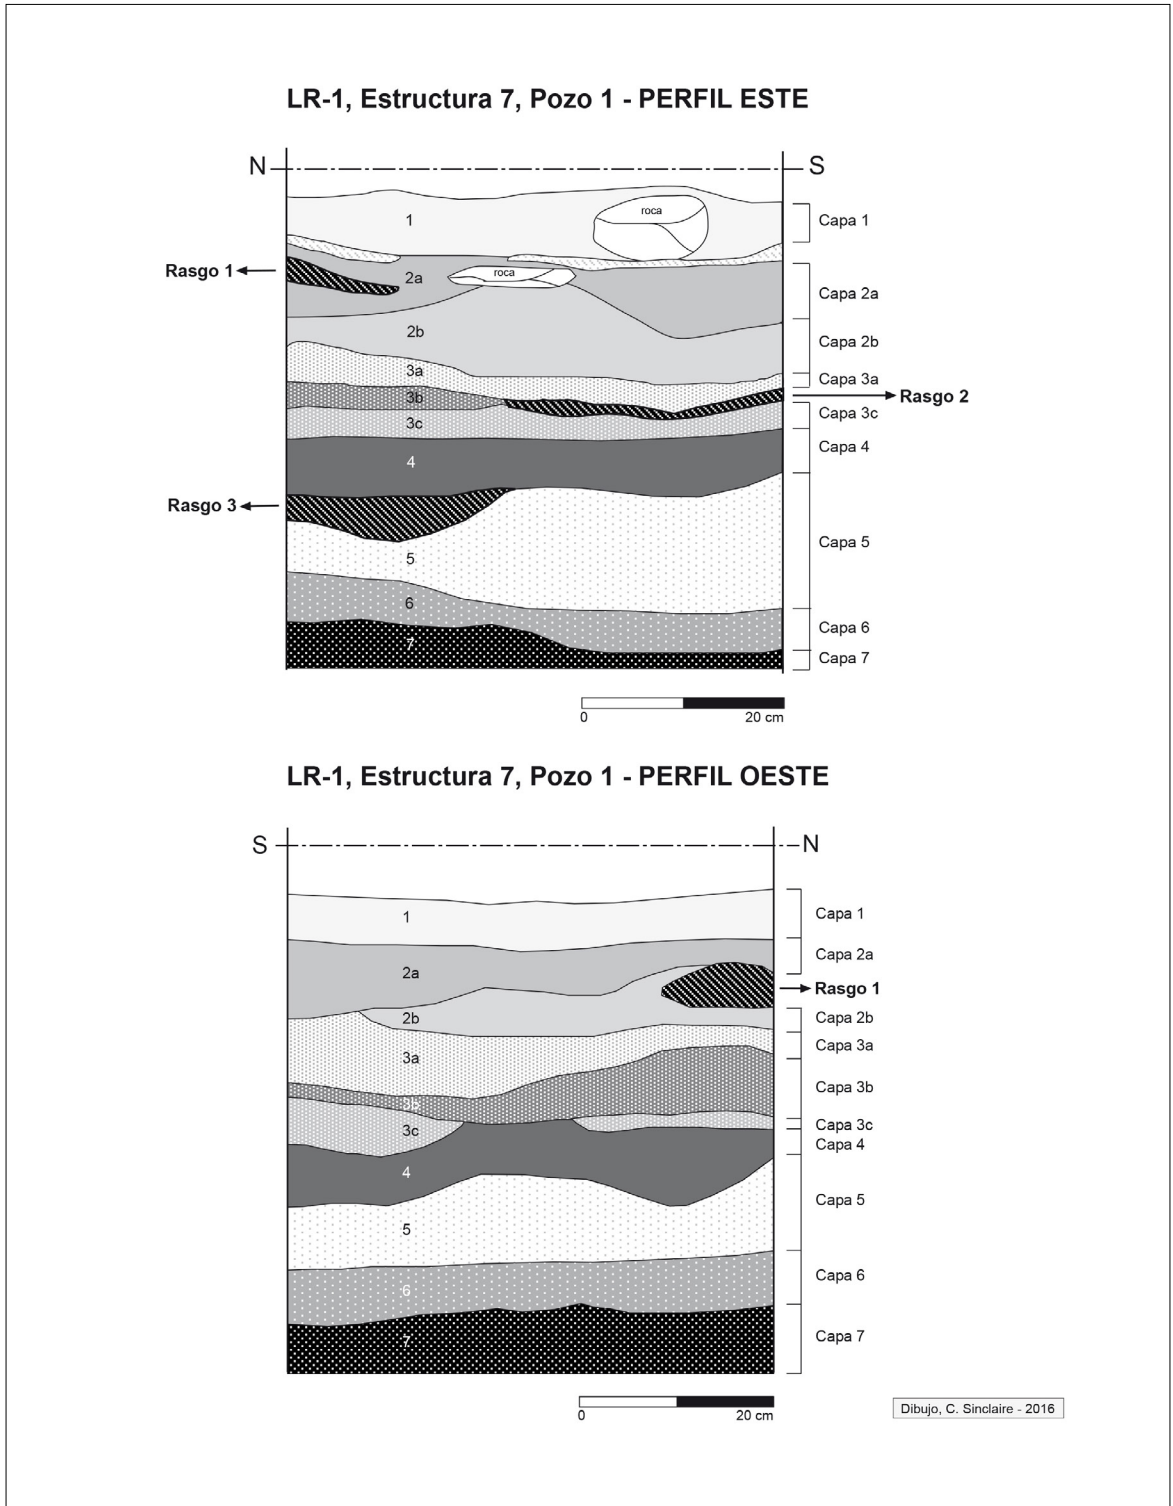 LR-1, Estructura 7, Pozo 1 - PERFIL ESTE
N
S
1
roca
Capa 1
Rasgo 1
2a
roca
Capa 2a
2b
Capa 2b
3a
Capa 3a
3b
Rasgo 2
3c
Capa 3c
4
Capa 4
Rasgo 3
5
Capa 5
6
Capa 6
7
Capa 7
0
20 cm
LR-1, Estructura 7, Pozo 1 - PERFIL OESTE
S
N
1
Capa 1
Capa 2a
2a
Rasgo 1
2b
Capa 2b
3a
Capa 3a
Capa 3b
3b
3c
Capa 3c
Capa 4
4
Capa 5
5
Capa 6
6
7
Capa 7
0
20 cm
Dibujo, C. Sinclaire - 2016